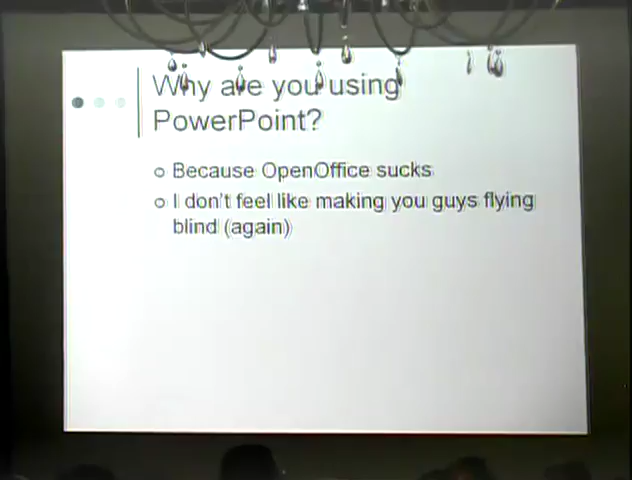 Why are you using
PowerPoint?
Because OpenOffice sucks
I don't feel like making you guys flying
blind (again)